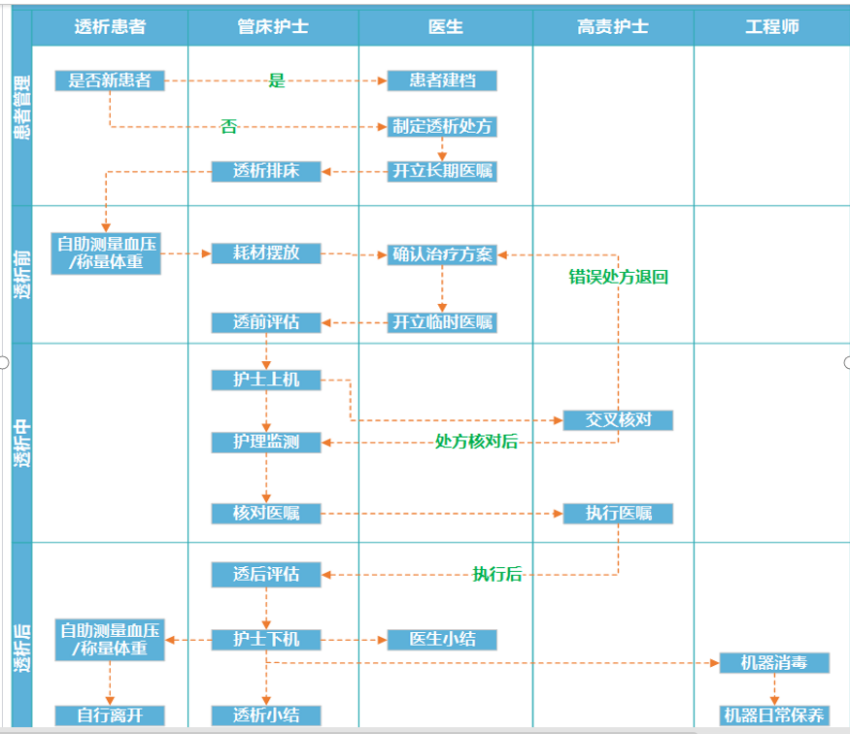 透析患者
管床护士
医生
高责护士
工程师
患者管理
是否新患者
是
患者建档
否
制定透析处方
透析排床
开立长期医嘱
透析前
自助测量血压
/称量体重
耗材摆放
确认治疗方案
错误处方退回
透前评估
开立临时医嘱
透析中
护士上机
交叉核对
护理监测
处方核对后
核对医嘱
执行医嘱
透析后
透后评估
执行后
自助测量血压
/称量体重
护士下机
医生小结
机器消毒
自行离开
透析小结
机器日常保养